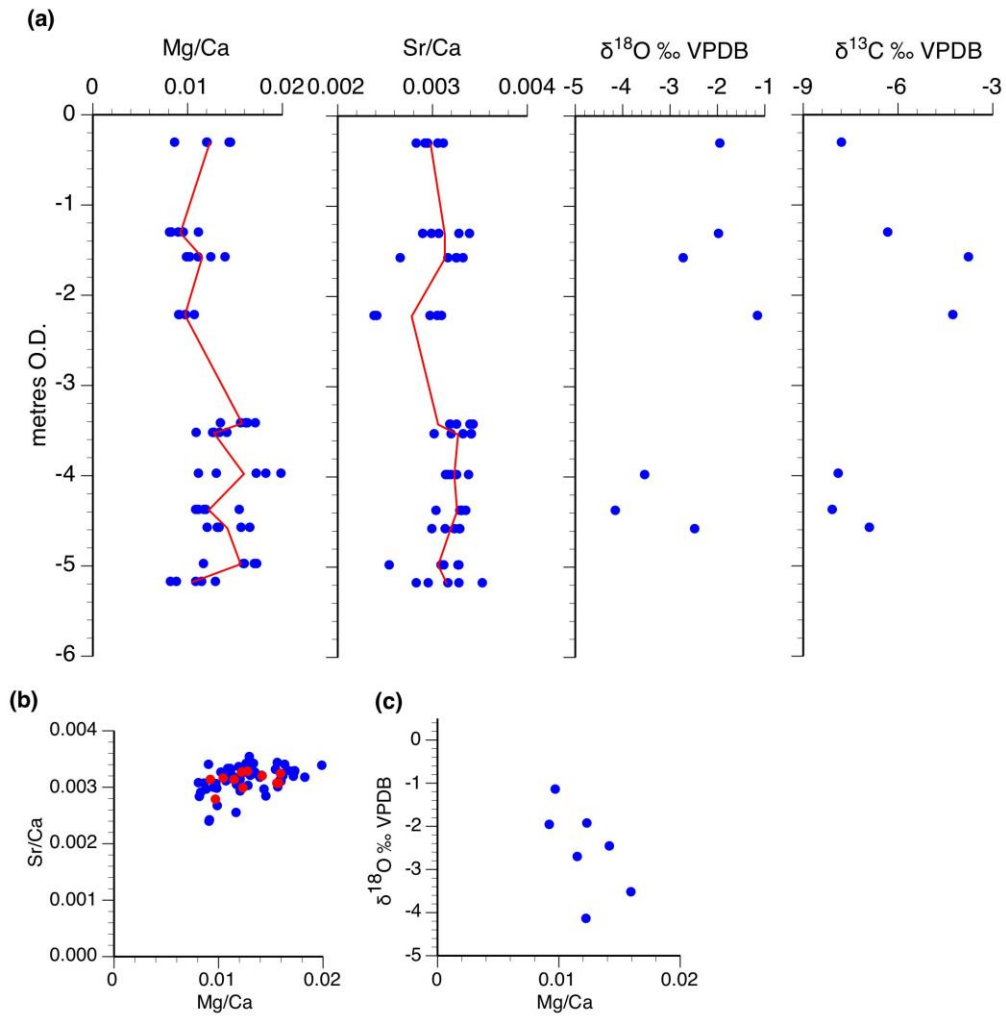 (a)
Mg/Ca Sr/Ca δ¹⁸O ‰ VPDB δ¹³C ‰ VPDB
0 0.01 0.02 0.002 0.003 0.004 -5 -4 -3 -2 -1 -9 -6 -3
0
-1
-2
-3
-4
-5
-6
metres O.D.
(b)
0.004
0.003
0.002
0.001
0.000
Sr/Ca
0 0.01 0.02
Mg/Ca
(c)
0
-1
-2
-3
-4
-5
δ¹⁸O ‰ VPDB
0 0.01 0.02
Mg/Ca